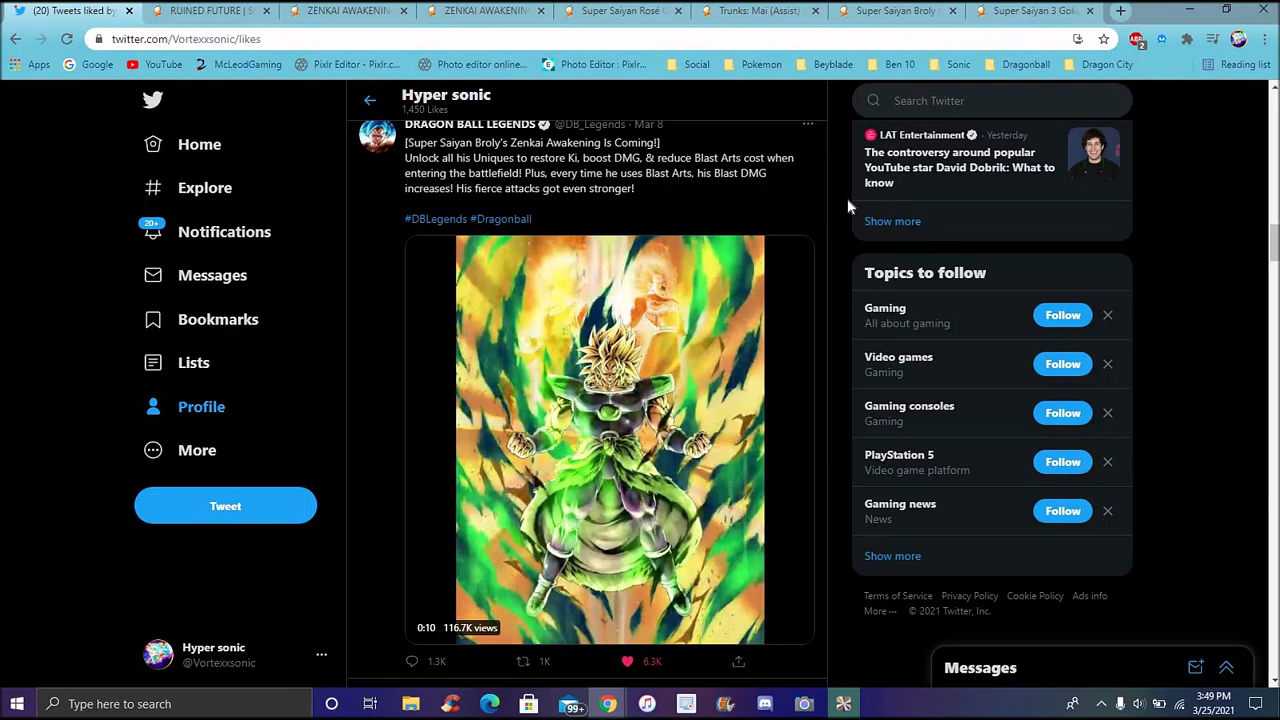 (20) Tweets liked by
RUINED FUTURE | S
ZENKAI AWAKENIN
ZENKAI AWAKENIN
Super Saiyan Rosé
Trunks: Mai (Assist)
Super Saiyan Broly
Super Saiyan 3 Gok
twitter.com/Vortexxsonic/likes
2
Apps
Google
YouTube
McLeodGaming
Pixlr Editor - Pixlr.c...
Photo editor online...
Photo Editor : Pixlr...
Social
Pokemon
Beyblade
Ben 10
Sonic
Dragonball
Dragon City
Reading list
Home
Explore
20+
Notifications
Messages
Bookmarks
Lists
Profile
More
Tweet
Hyper sonic
@Vortexxsonic
Hyper sonic
1,450 Likes
DRAGON BALL LEGENDS @DB_Legends · Mar 8
[Super Saiyan Broly's Zenkai Awakening Is Coming!]
Unlock all his Uniques to restore Ki, boost DMG, & reduce Blast Arts cost when
entering the battlefield! Plus, every time he uses Blast Arts, his Blast DMG
increases! His fierce attacks got even stronger!
#DBLegends #Dragonball
0:10 116.7K views
1.3K
1K
6.3K
Search Twitter
LAT Entertainment · Yesterday
The controversy around popular
YouTube star David Dobrik: What to
know
Show more
Topics to follow
Gaming
All about gaming
Follow
Video games
Gaming
Follow
Gaming consoles
Gaming
Follow
PlayStation 5
Video game platform
Follow
Gaming news
News
Follow
Show more
Terms of Service Privacy Policy Cookie Policy Ads info
More ··· © 2021 Twitter, Inc.
Messages
Type here to search
99+
3:49 PM
3/25/2021